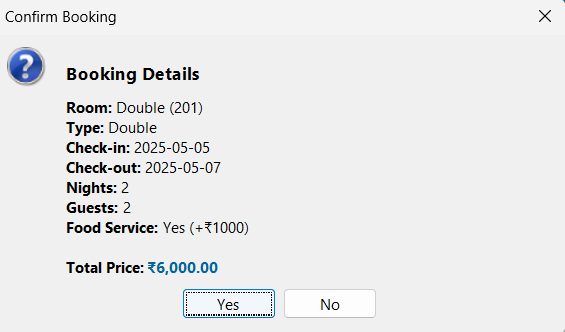 Confirm Booking
Booking Details
Room: Double (201)
Type: Double
Check-in: 2025-05-05
Check-out: 2025-05-07
Nights: 2
Guests: 2
Food Service: Yes (+₹1000)
Total Price: ₹6,000.00
Yes No